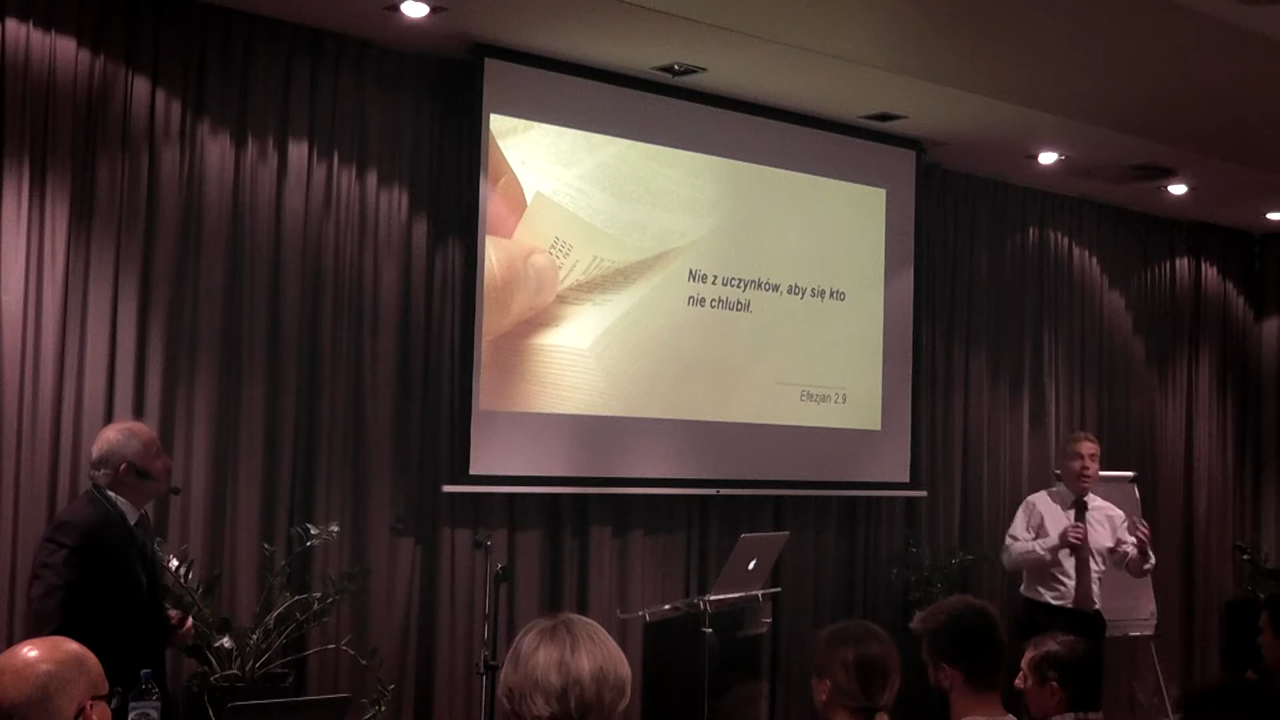 Nie z uczynków, aby się kto
nie chlubił.
Efezjan 2.9